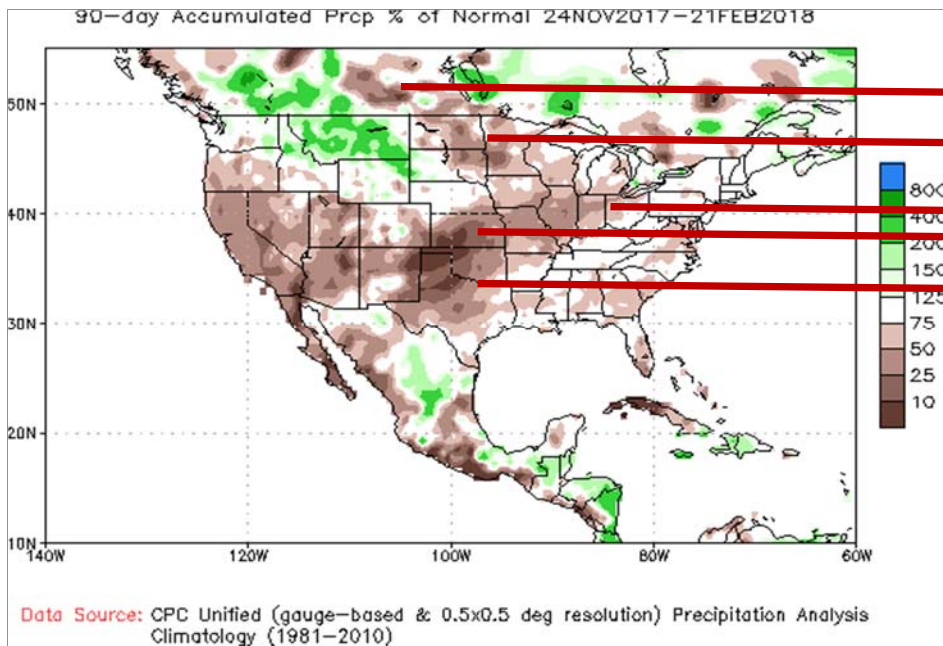 90-day Accumulated Prcp % of Normal 24NOV2017-21FEB2018
50N
40N
30N
20N
10N
140W
120W
100W
80W
60W
800
400
200
150
125
75
50
25
10
Data Source: CPC Unified (gauge-based & 0.5x0.5 deg resolution) Precipitation Analysis
Climatology (1981-2010)